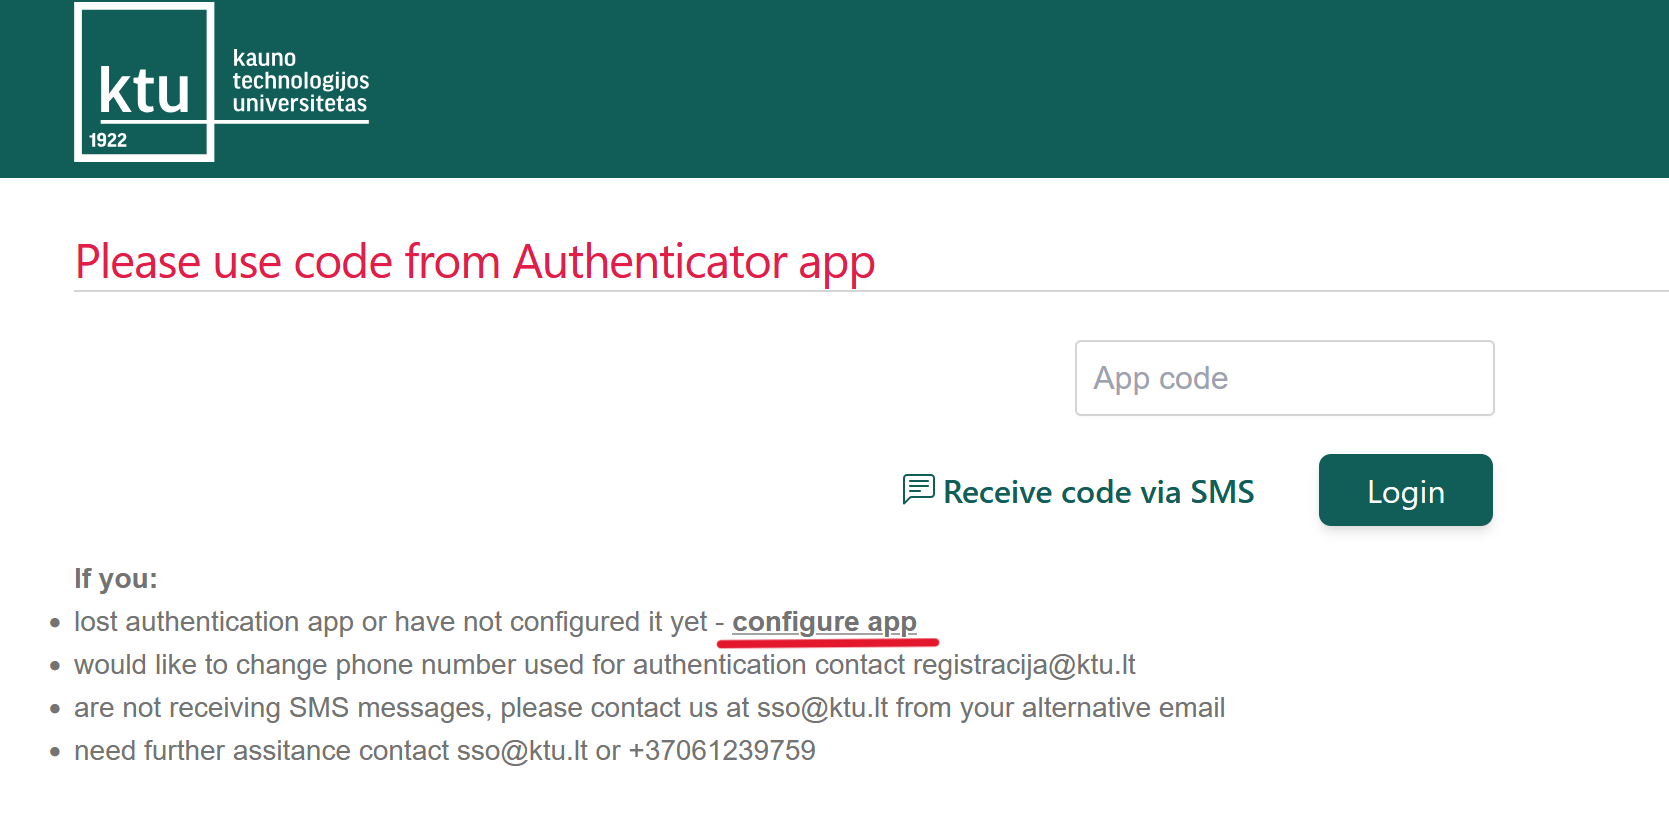 ktu
1922
kauno
technologijos
universitetas
Please use code from Authenticator app
App code
Receive code via SMS
Login
If you:
• lost authentication app or have not configured it yet - configure app
• would like to change phone number used for authentication contact registracija@ktu.lt
• are not receiving SMS messages, please contact us at sso@ktu.lt from your alternative email
• need further assitance contact sso@ktu.lt or +37061239759